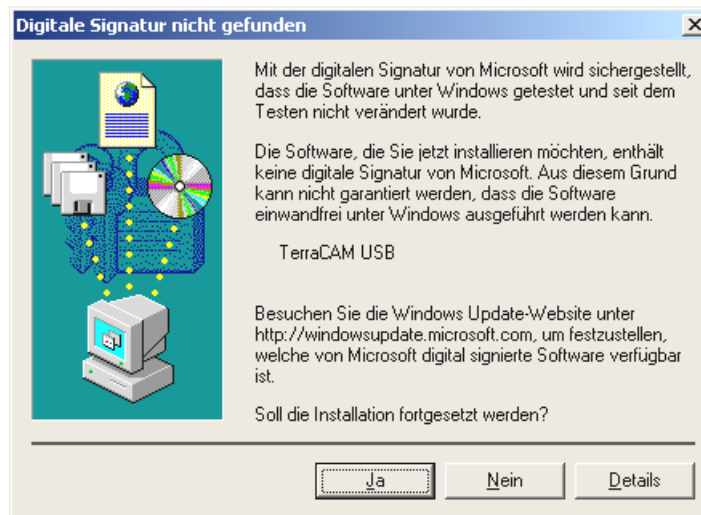 Digitale Signatur nicht gefunden
Mit der digitalen Signatur von Microsoft wird sichergestellt,
dass die Software unter Windows getestet und seit dem
Testen nicht verändert wurde.
Die Software, die Sie jetzt installieren möchten, enthält
keine digitale Signatur von Microsoft. Aus diesem Grund
kann nicht garantiert werden, dass die Software
einwandfrei unter Windows ausgeführt werden kann.
TerraCAM USB
Besuchen Sie die Windows Update-Website unter
http://windowsupdate.microsoft.com, um festzustellen,
welche von Microsoft digital signierte Software verfügbar
ist.
Soll die Installation fortgesetzt werden?
Ja
Nein
Details